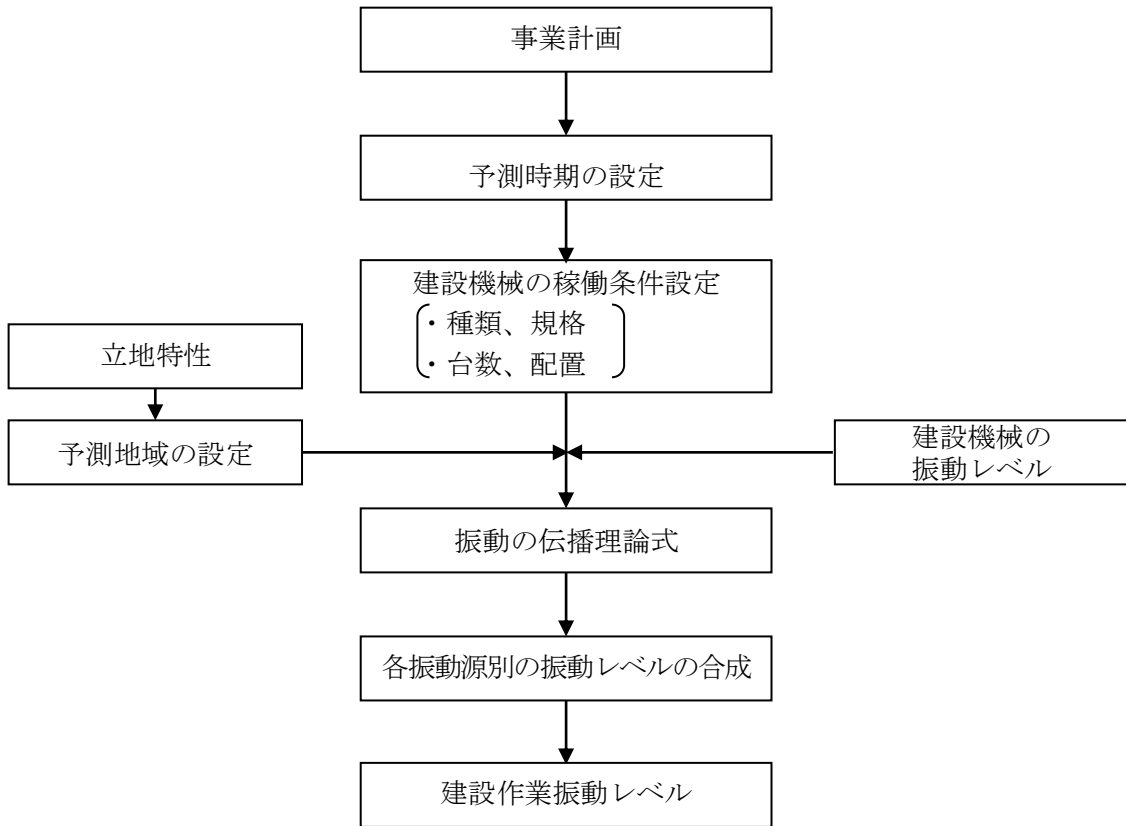 事業計画
予測時期の設定
建設機械の稼働条件設定
・種類、規格
・台数、配置
立地特性
予測地域の設定
建設機械の
振動レベル
振動の伝播理論式
各振動源別の振動レベルの合成
建設作業振動レベル